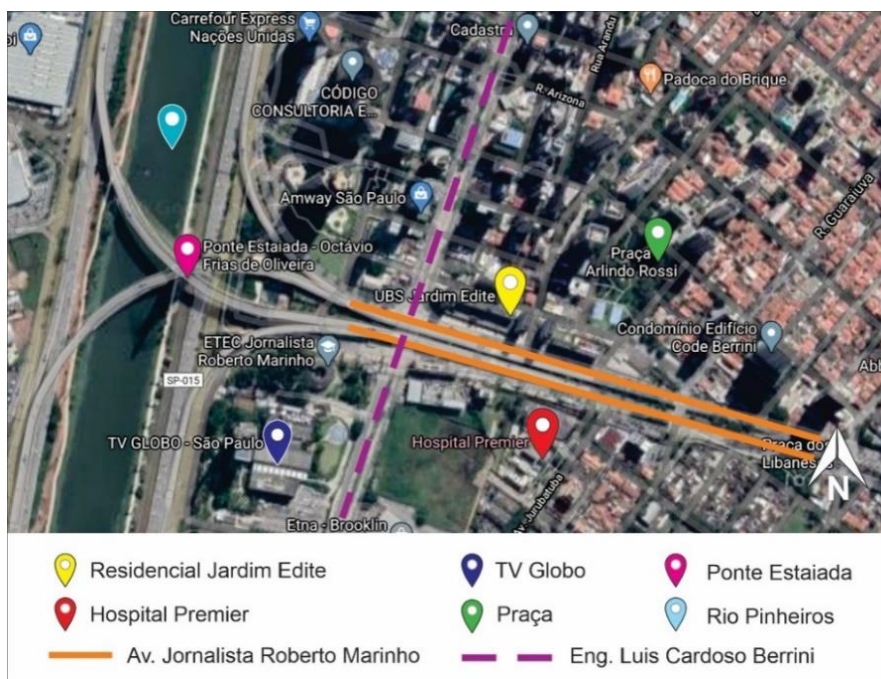 Carrefour Express
Nações Unidas
Cadastra
Rua Arandu
Padoca do Brique
R. Arizona
CÓDIGO
CONSULTORIA E...
R. Guaraiuva
Amway São Paulo
Praça
Arlindo Rossi
Ponte Estaiada - Octávio
Frias de Oliveira
UBS Jardim Edite
Condomínio Edifício
Code Berrini
ETEC Jornalista
Roberto Marinho
SP-015
TV GLOBO - São Paulo
Hospital Premier
Praça dos
Libaneses
N
Av. Jurubatuba
Etna - Brooklin
Residencial Jardim Edite
TV Globo
Ponte Estaiada
Hospital Premier
Praça
Rio Pinheiros
Av. Jornalista Roberto Marinho
Eng. Luis Cardoso Berrini